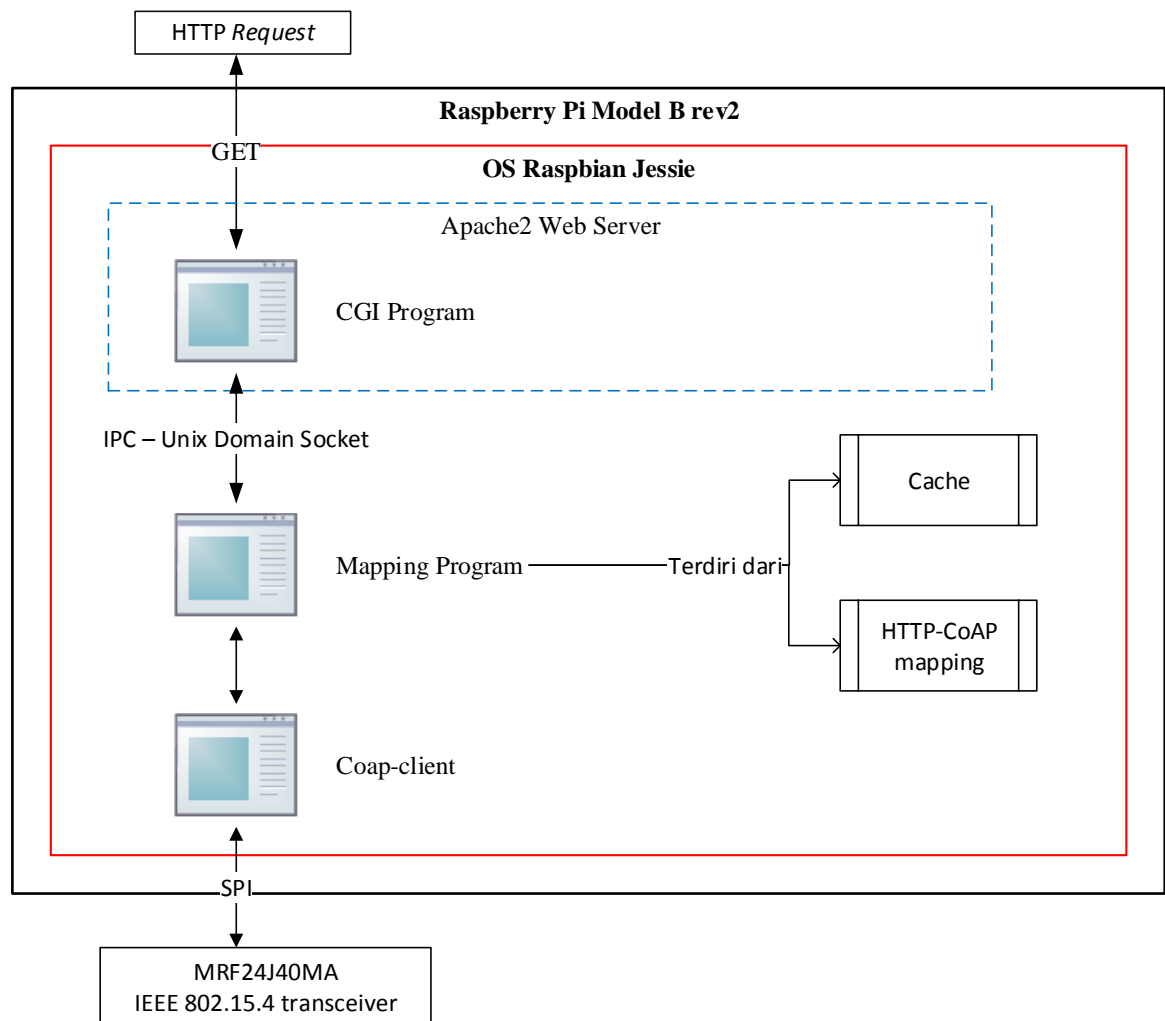 HTTP Request
Raspberry Pi Model B rev2
GET
OS Raspbian Jessie
Apache2 Web Server
CGI Program
IPC – Unix Domain Socket
Cache
Mapping Program
Terdiri dari
HTTP-CoAP
mapping
Coap-client
SPI
MRF24J40MA
IEEE 802.15.4 transceiver